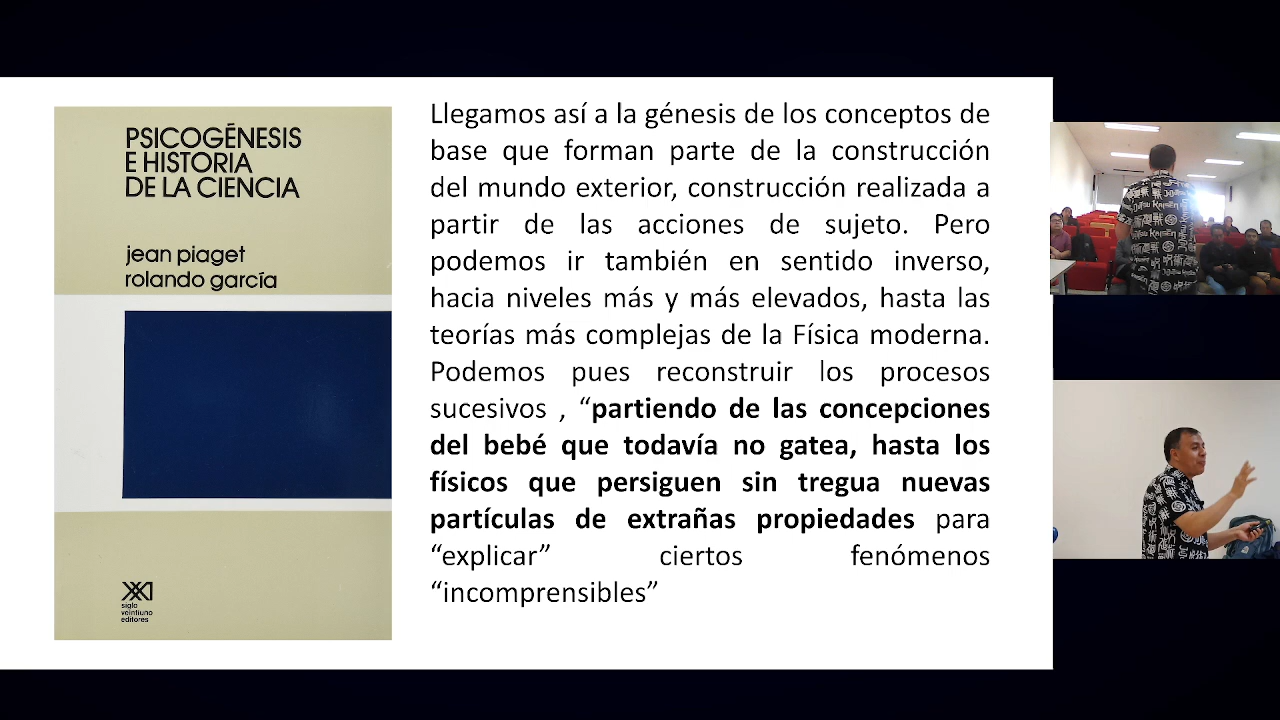 PSICOGÉNESIS
E HISTORIA
DE LA CIENCIA
jean piaget
rolando garcía
siglo
veintiuno
editores
Llegamos así a la génesis de los conceptos de
base que forman parte de la construcción
del mundo exterior, construcción realizada a
partir de las acciones de sujeto. Pero
podemos ir también en sentido inverso,
hacia niveles más y más elevados, hasta las
teorías más complejas de la Física moderna.
Podemos pues reconstruir los procesos
sucesivos , “partiendo de las concepciones
del bebé que todavía no gatea, hasta los
físicos que persiguen sin tregua nuevas
partículas de extrañas propiedades para
“explicar” ciertos fenómenos
“incomprensibles”